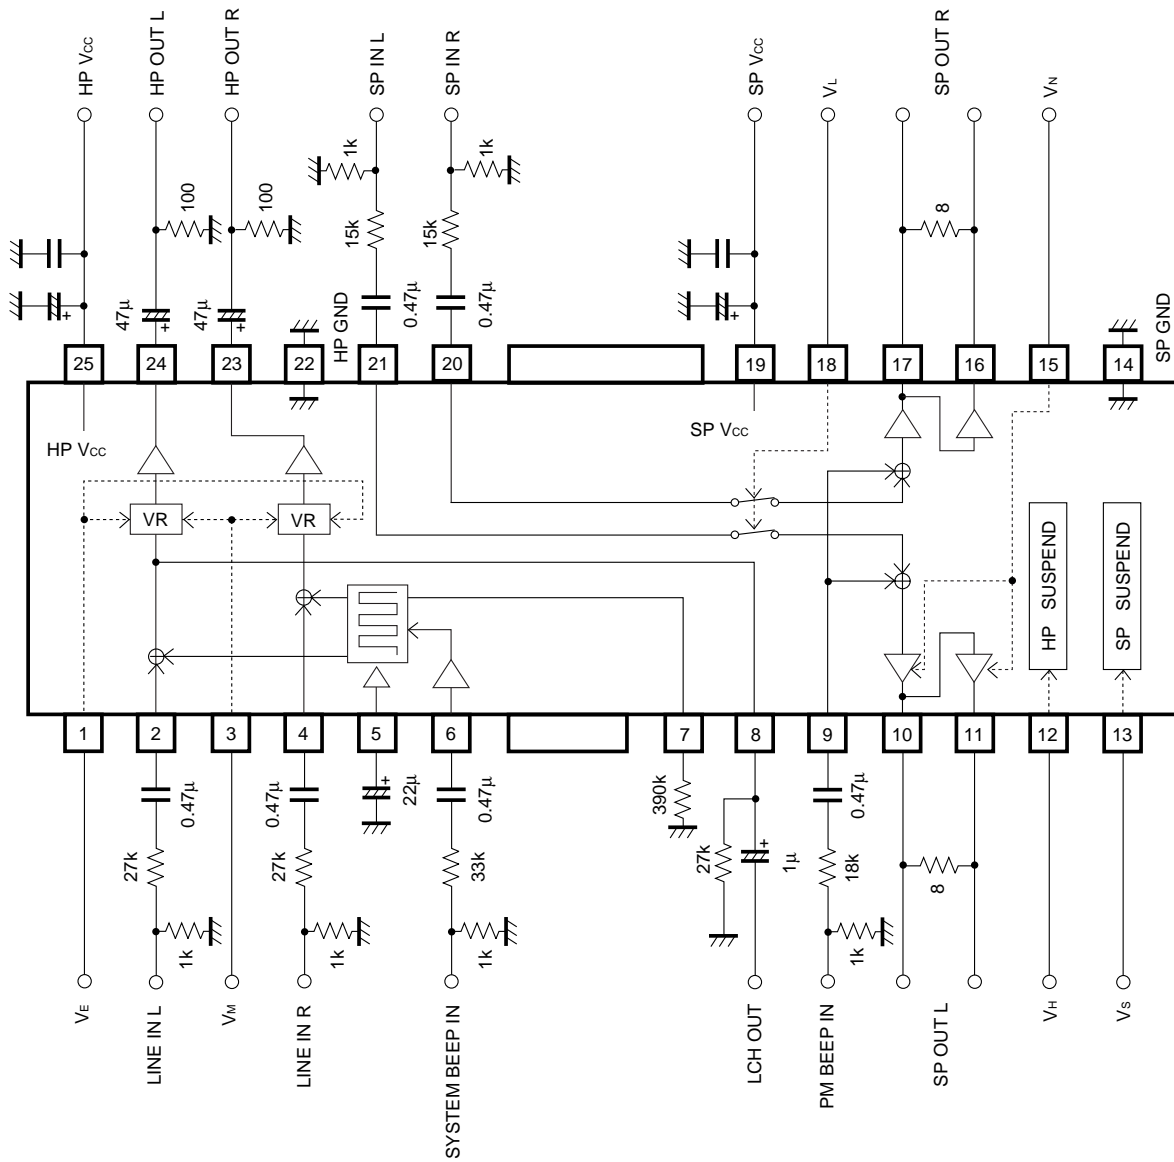 HP VCC
HP OUT L
HP OUT R
SP IN L
SP IN R
SP VCC
VL
SP OUT R
VN
1k
1k
100
100
15k
15k
8
+
47µ
+
47µ
+
HP GND
0.47µ
0.47µ
+
SP GND
25
24
23
22
21
20
19
18
17
16
15
14
HP VCC
SP VCC
VR
VR
HP SUSPEND
SP SUSPEND
1
2
3
4
5
6
7
8
9
10
11
12
13
0.47µ
0.47µ
+
22µ
0.47µ
390k
0.47µ
27k
27k
33k
27k
+
1µ
18k
8
1k
1k
1k
1k
VE
LINE IN L
VM
LINE IN R
SYSTEM BEEP IN
LCH OUT
PM BEEP IN
SP OUT L
VH
VS